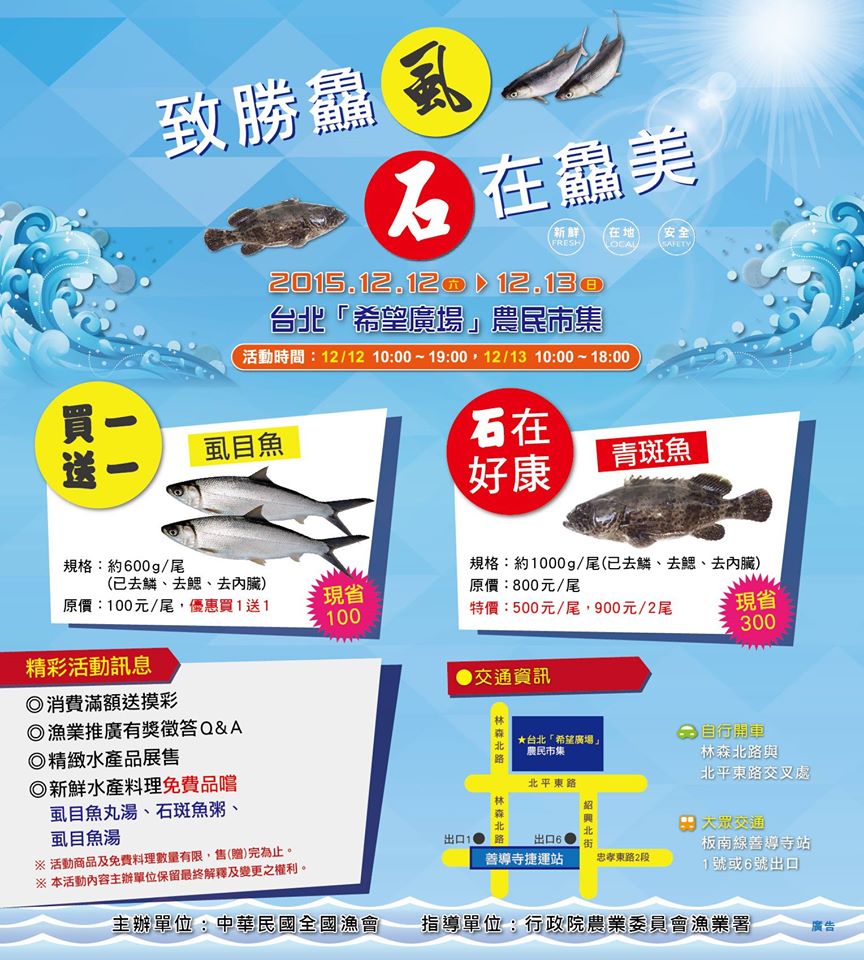 致勝鱻虱
石在鱻美
新鮮 FRESH
在地 LOCAL
安全 SAFETY
2015.12.12㊅▶12.13㊐
台北「希望廣場」農民市集
活動時間：12/12 10:00~19:00，12/13 10:00~18:00
買一
送一
虱目魚
規格：約600g/尾
(已去鱗、去鰓、去內臟)
原價：100元/尾，優惠買1送1
現省
100
石在
好康
青斑魚
規格：約1000g/尾(已去鱗、去鰓、去內臟)
原價：800元/尾
特價：500元/尾，900元/2尾
現省
300
精彩活動訊息
◎消費滿額送摸彩
◎漁業推廣有獎徵答Q&A
◎精緻水產品展售
◎新鮮水產料理免費品嚐
虱目魚丸湯、石斑魚粥、
虱目魚湯
※ 活動商品及免費料理數量有限，售(贈)完為止。
※ 本活動內容主辦單位保留最終解釋及變更之權利。
●交通資訊
林森北路
★台北「希望廣場」
農民市集
北平東路
林森北路
紹興北街
出口1
出口6
善導寺捷運站
忠孝東路2段
自行開車
林森北路與
北平東路交叉處
大眾交通
板南線善導寺站
1號或6號出口
主辦單位：中華民國全國漁會 指導單位：行政院農業委員會漁業署
廣告